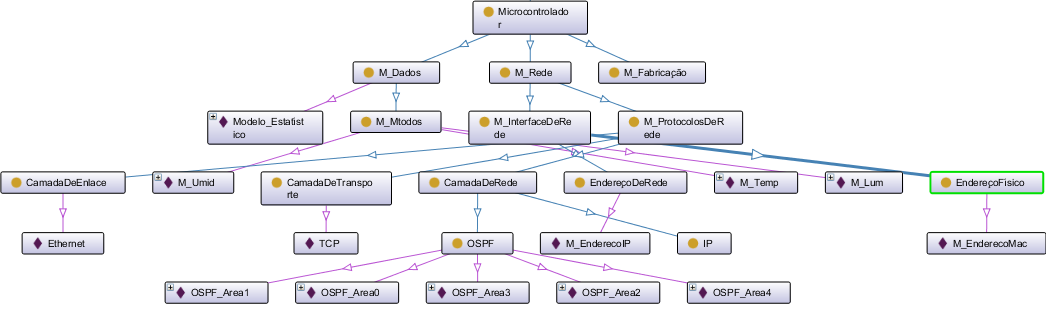 Microcontrolado
r
M_Dados
M_Rede
M_Fabricação
Modelo_Estatist
ico
M_Mtodos
M_InterfaceDeRe
de
M_ProtocolosDeR
ede
CamadaDeEnlace
M_Umid
CamadaDeTranspo
rte
CamadaDeRede
EndereçoDeRede
M_Temp
M_Lum
EndereçoFisico
Ethernet
TCP
OSPF
M_EnderecoIP
IP
M_EnderecoMac
OSPF_Area1
OSPF_Area0
OSPF_Area3
OSPF_Area2
OSPF_Area4